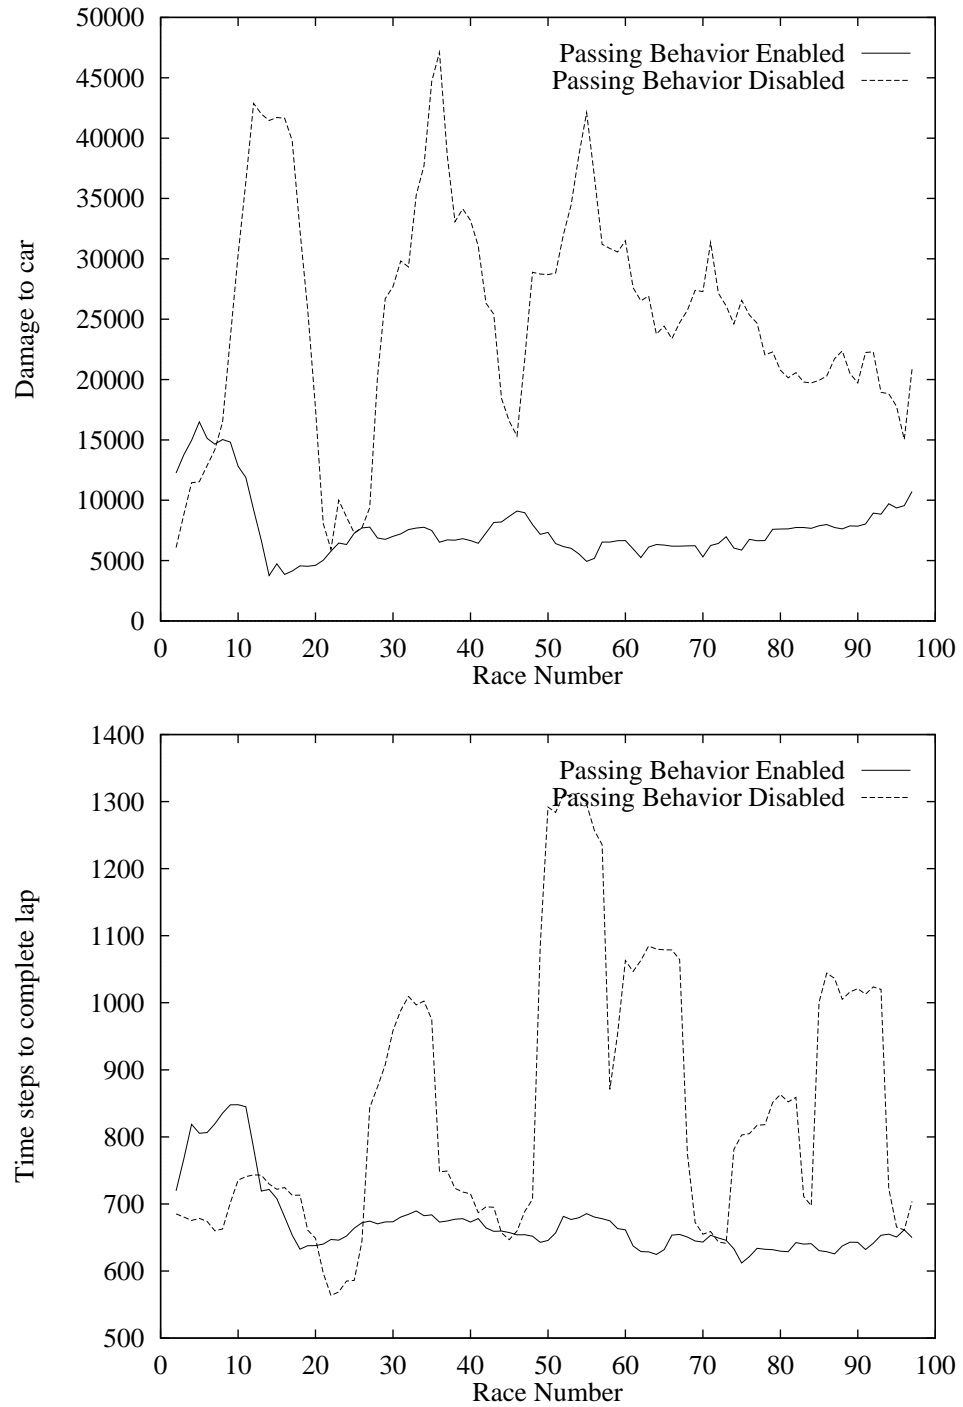 50000
45000
40000
35000
30000
25000
20000
15000
10000
5000
0
Damage to car
Passing Behavior Enabled
Passing Behavior Disabled
0 10 20 30 40 50 60 70 80 90 100
Race Number
1400
1300
1200
1100
1000
900
800
700
600
500
Time steps to complete lap
Passing Behavior Enabled
Passing Behavior Disabled
0 10 20 30 40 50 60 70 80 90 100
Race Number